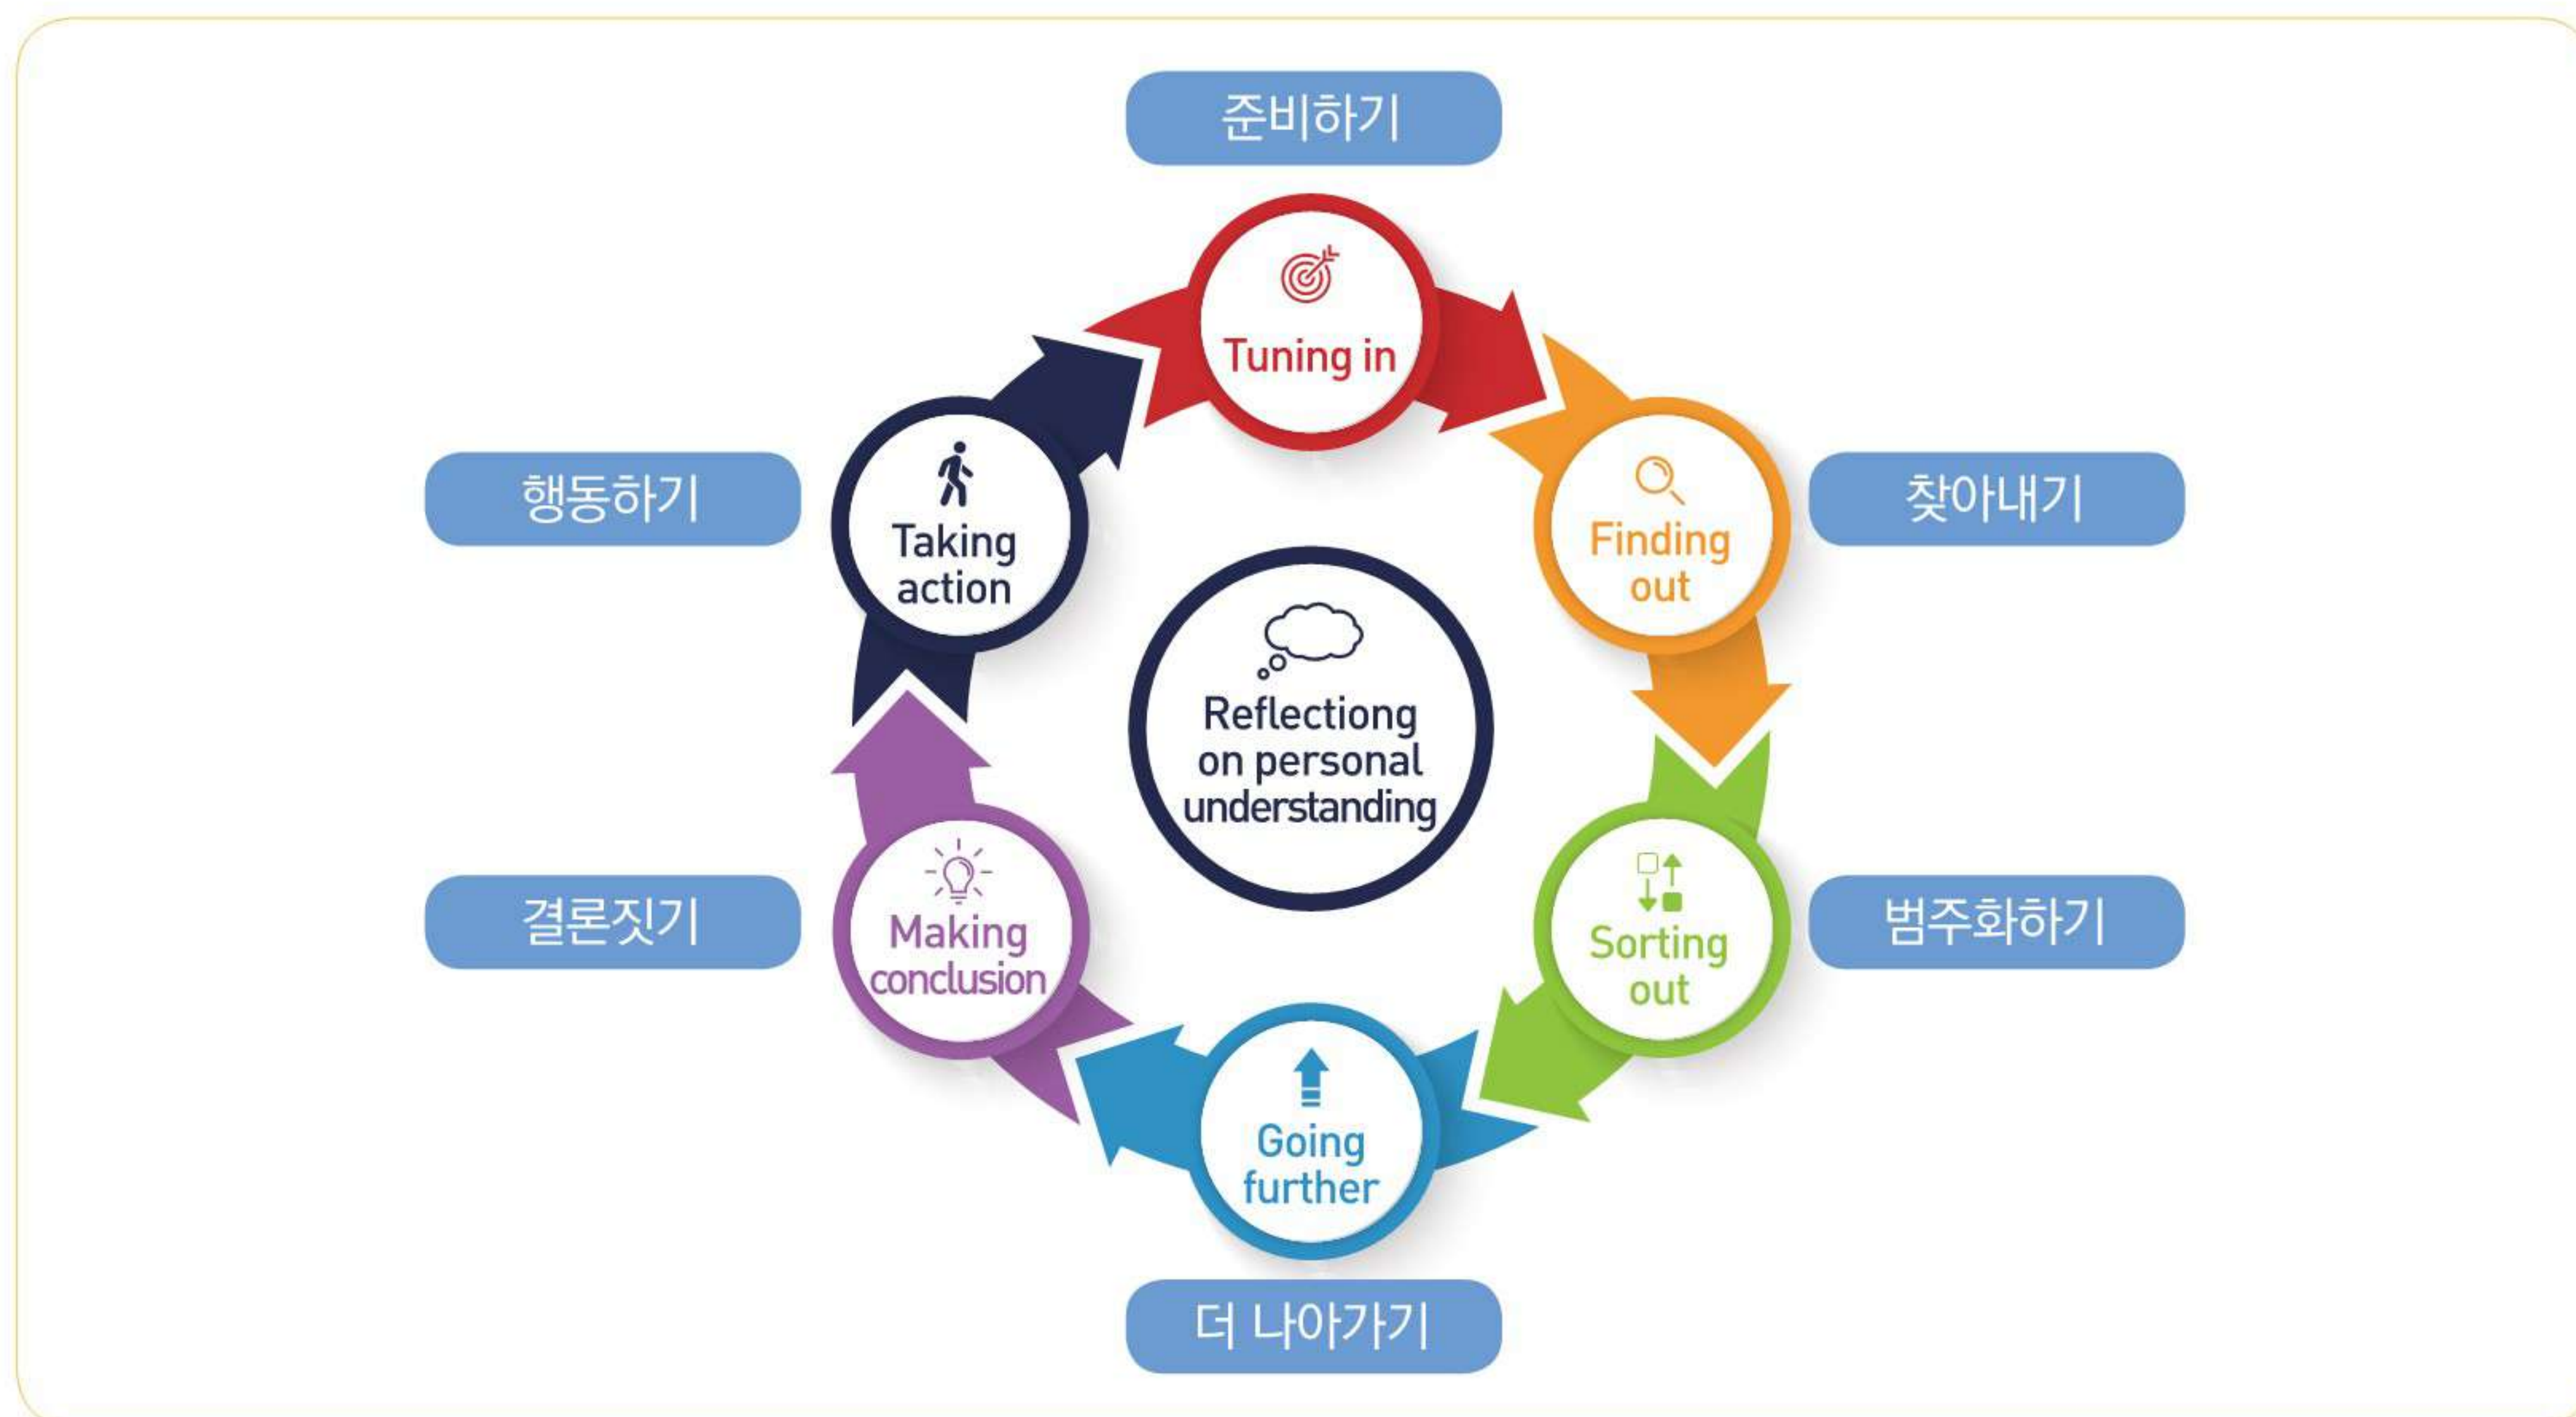 준비하기
Tuning in
행동하기
Taking
action
Finding
out
찾아내기
Reflectiong
on personal
understanding
결론짓기
Making
conclusion
Sorting
out
범주화하기
Going
further
더 나아가기